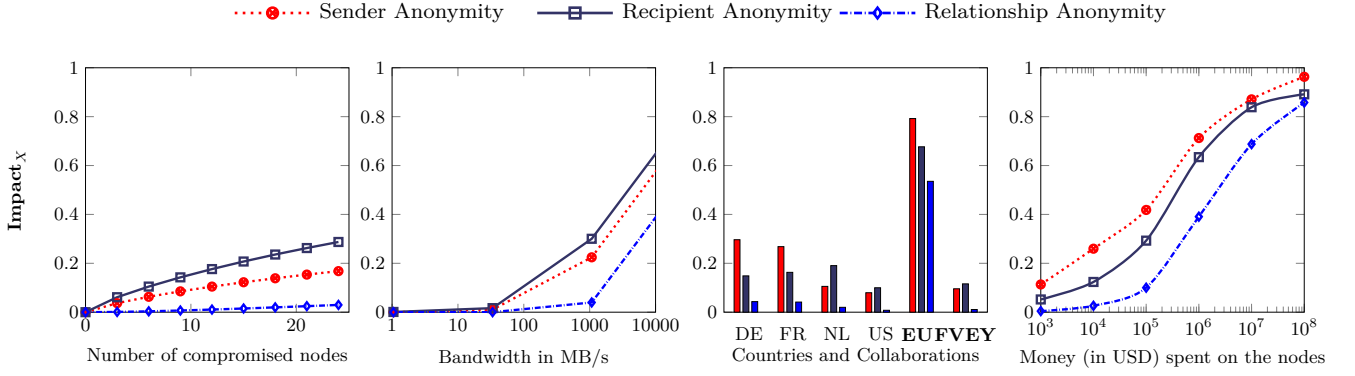 Sender Anonymity Recipient Anonymity Relationship Anonymity
Impact_X
1
0.8
0.6
0.4
0.2
0
0 10 20
Number of compromised nodes
1
0.8
0.6
0.4
0.2
0
1 10 100 1000 10000
Bandwidth in MB/s
1
0.8
0.6
0.4
0.2
0
DE FR NL US EU FVEY
Countries and Collaborations
1
0.8
0.6
0.4
0.2
0
10^3 10^4 10^5 10^6 10^7 10^8
Money (in USD) spent on the nodes